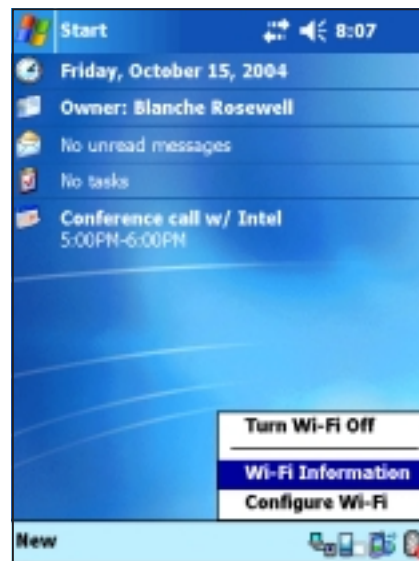 Start 8:07
Friday, October 15, 2004
Owner: Blanche Rosewell
No unread messages
No tasks
Conference call w/ Intel
5:00PM-6:00PM
Turn Wi-Fi Off
Wi-Fi Information
Configure Wi-Fi
New